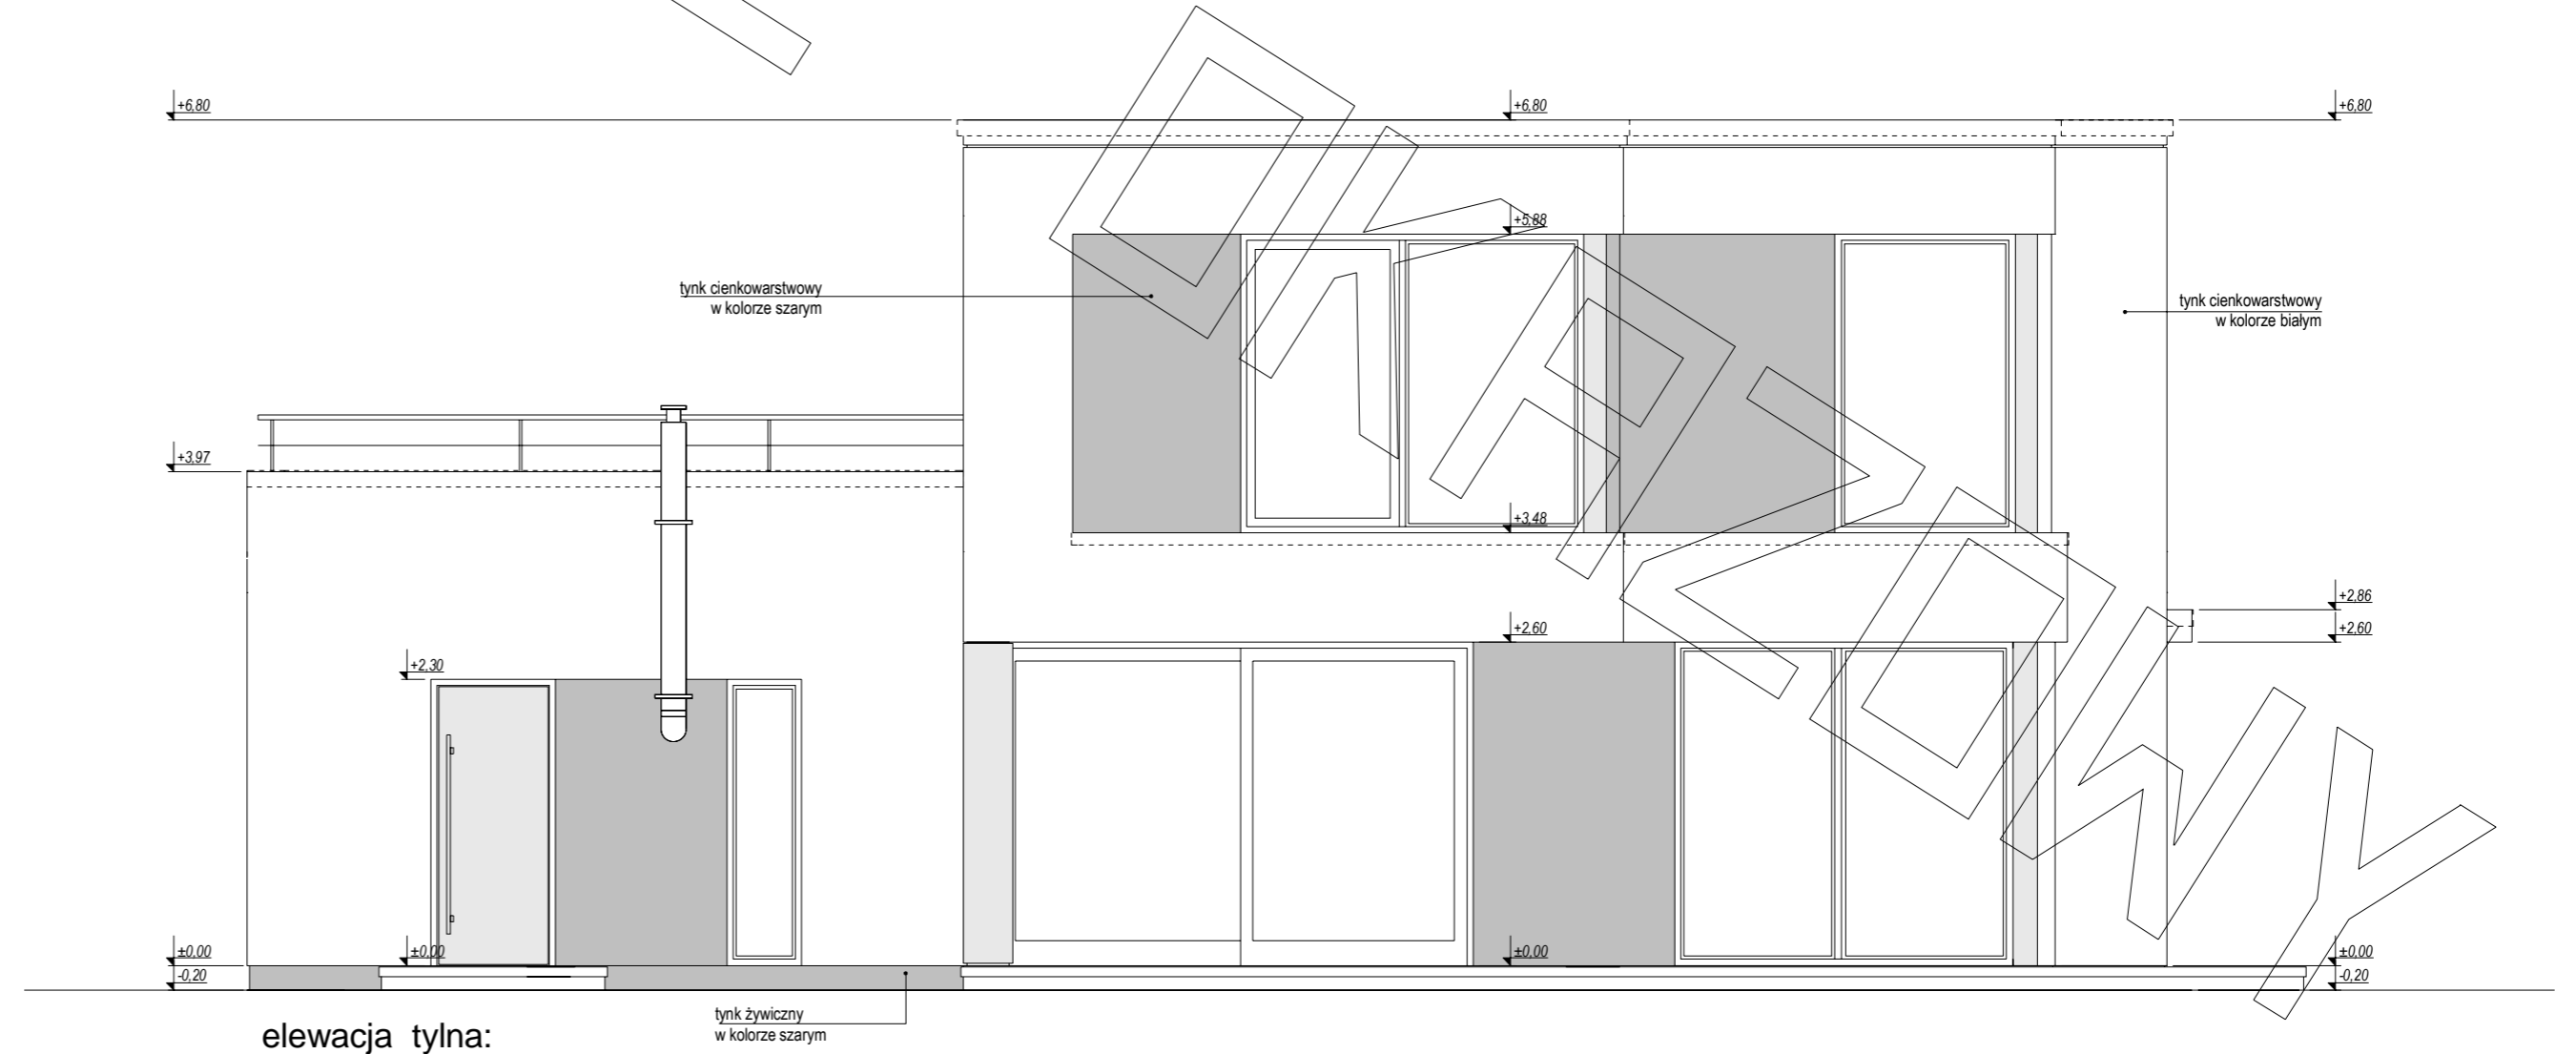 +6,80
+6,80
+6,80
+5,88
tynk cienkowarstwowy
w kolorze szarym
tynk cienkowarstwowy
w kolorze białym
+3,97
+3,48
+2,86
+2,60
+2,60
+2,30
±0,00
±0,00
±0,00
±0,00
-0,20
-0,20
tynk żywiczny
w kolorze szarym
elewacja tylna: